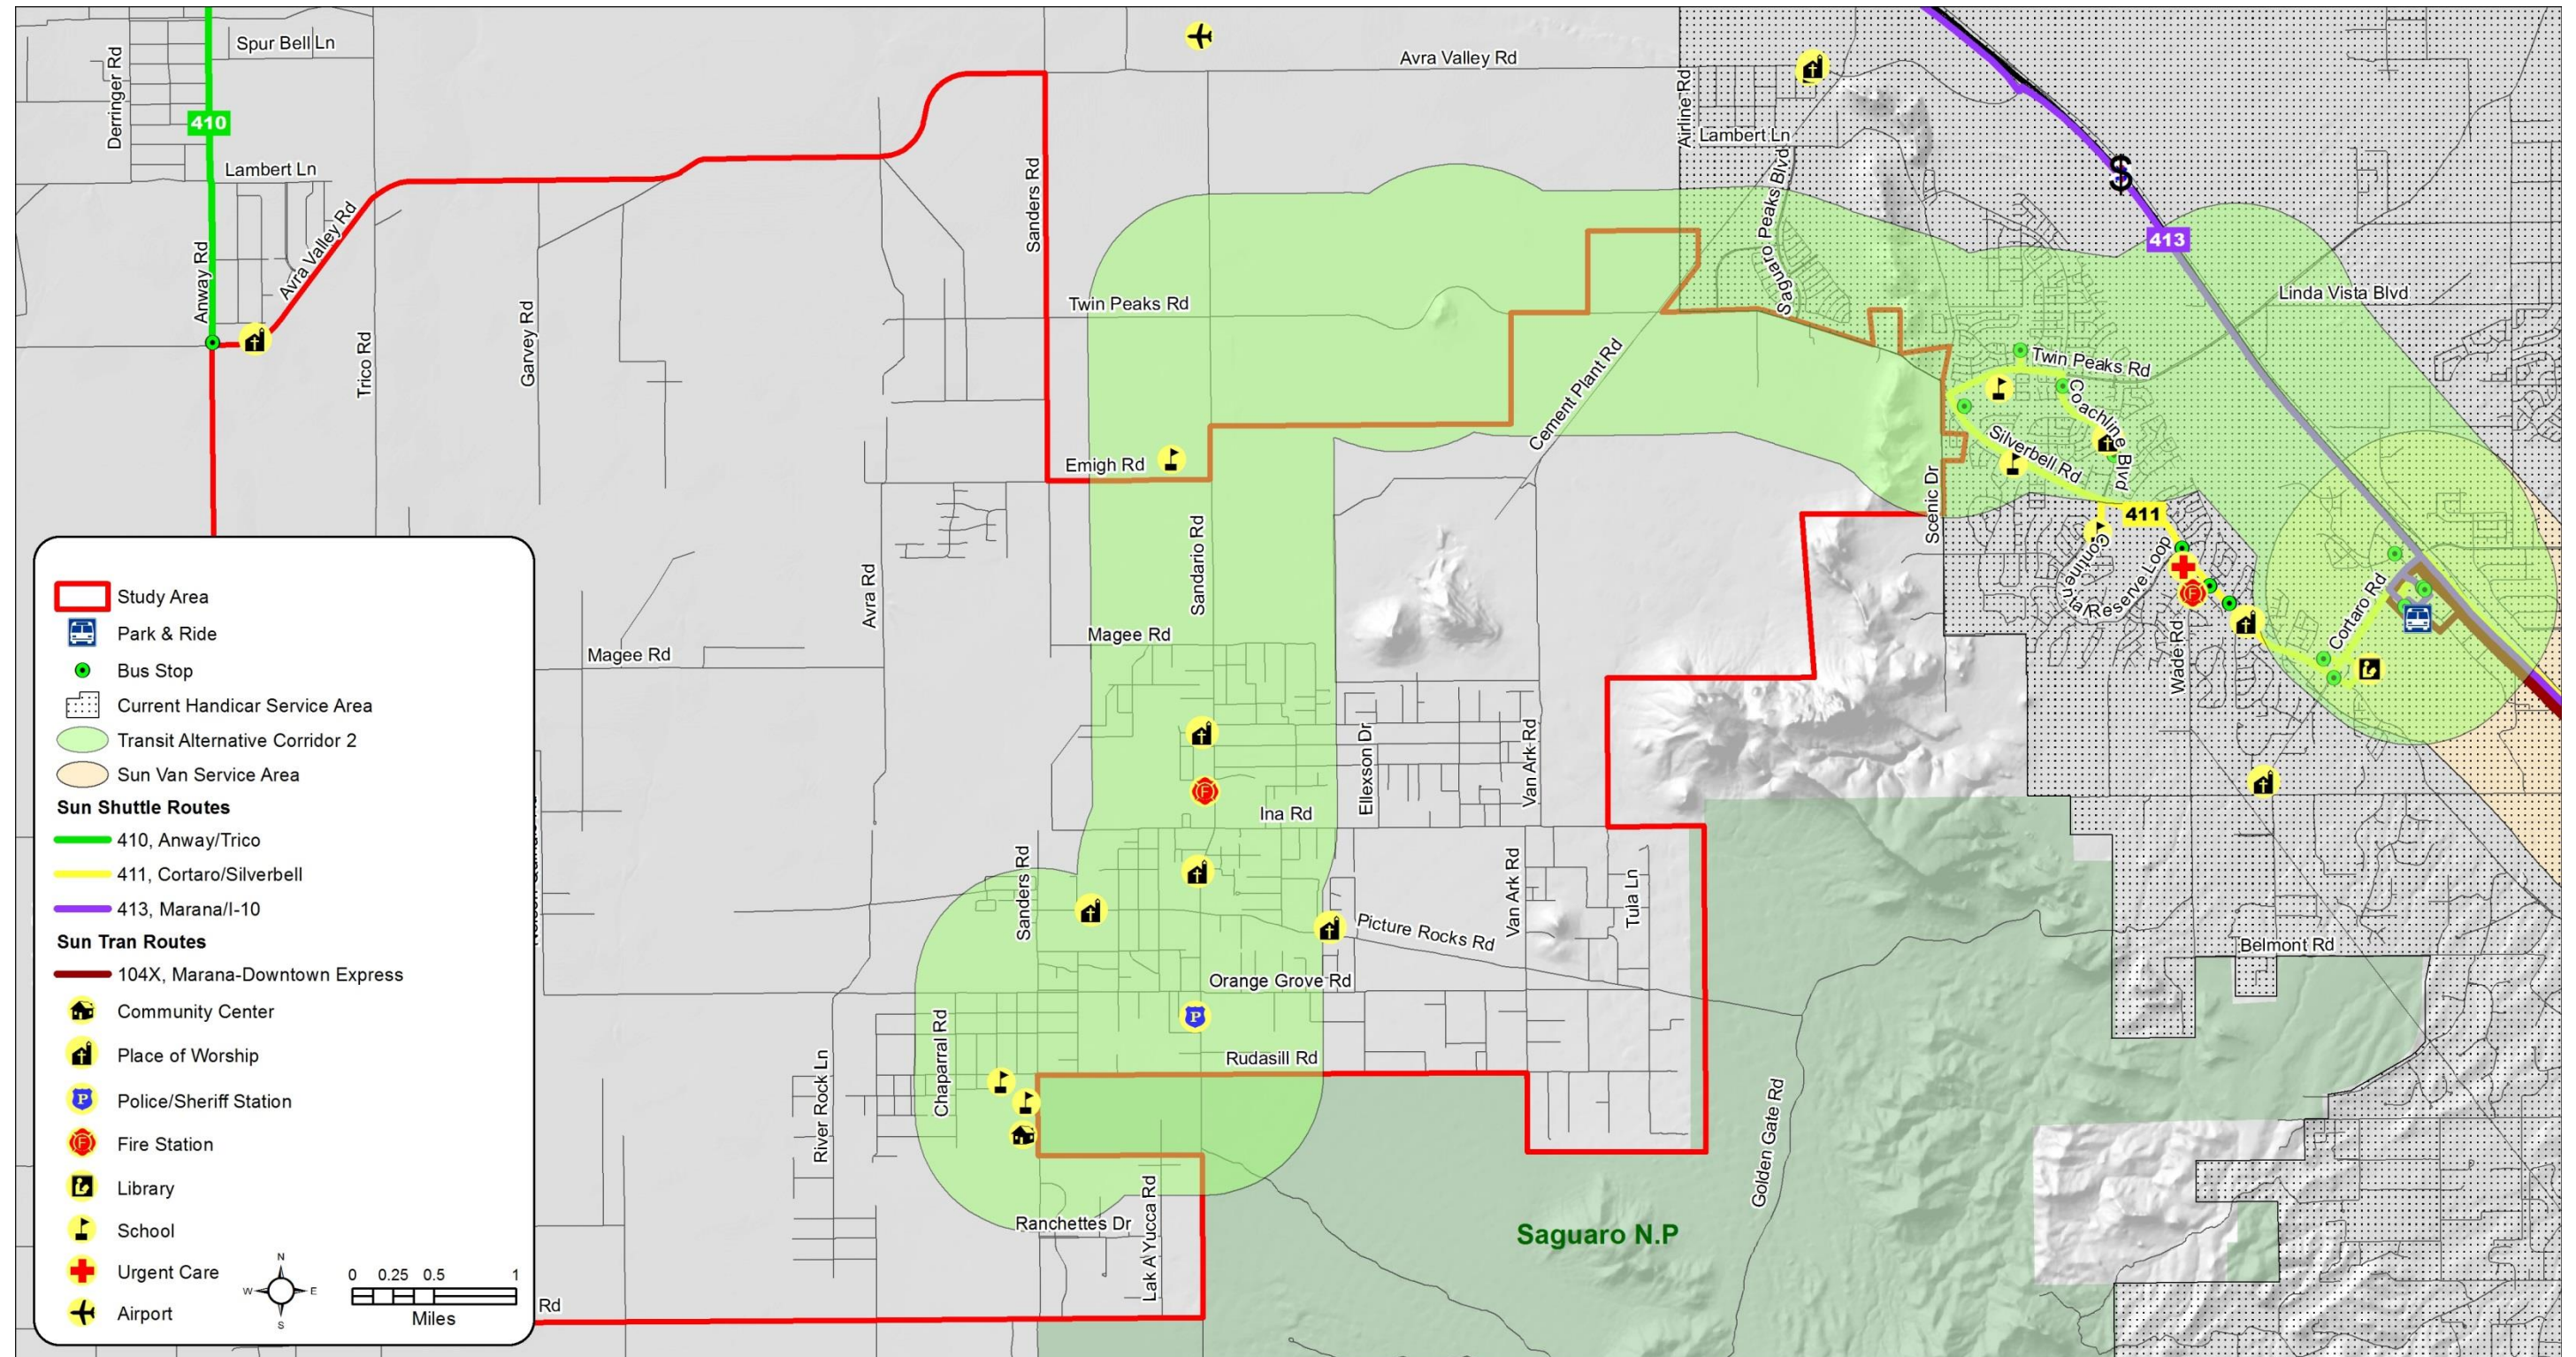 Spur Bell Ln
Derringer Rd
410
Lambert Ln
Anway Rd
Avra Valley Rd
Trico Rd
Garvey Rd
Sanders Rd
Avra Valley Rd
Airline Rd
Lambert Ln
Saguaro Peaks Blvd
$
413
Linda Vista Blvd
Twin Peaks Rd
Cement Plant Rd
Twin Peaks Rd
Coachline Blvd
Silverbell Rd
Emigh Rd
Scenic Dr
411
Continental
Reserve Loop
Wade Rd
Cortaro Rd
Sandario Rd
Avra Rd
Magee Rd
Magee Rd
Ellexson Dr
Van Ark Rd
Ina Rd
Sanders Rd
Van Ark Rd
Tula Ln
Picture Rocks Rd
Orange Grove Rd
Belmont Rd
Chaparral Rd
River Rock Ln
Rudasill Rd
Golden Gate Rd
Lak A Yucca Rd
Ranchettes Dr
Saguaro N.P
Rd
Study Area
Park & Ride
Bus Stop
Current Handicar Service Area
Transit Alternative Corridor 2
Sun Van Service Area
Sun Shuttle Routes
410, Anway/Trico
411, Cortaro/Silverbell
413, Marana/I-10
Sun Tran Routes
104X, Marana-Downtown Express
Community Center
Place of Worship
P
Police/Sheriff Station
F
Fire Station
Library
School
Urgent Care
Airport
N
W
E
S
0 0.25 0.5 1
Miles